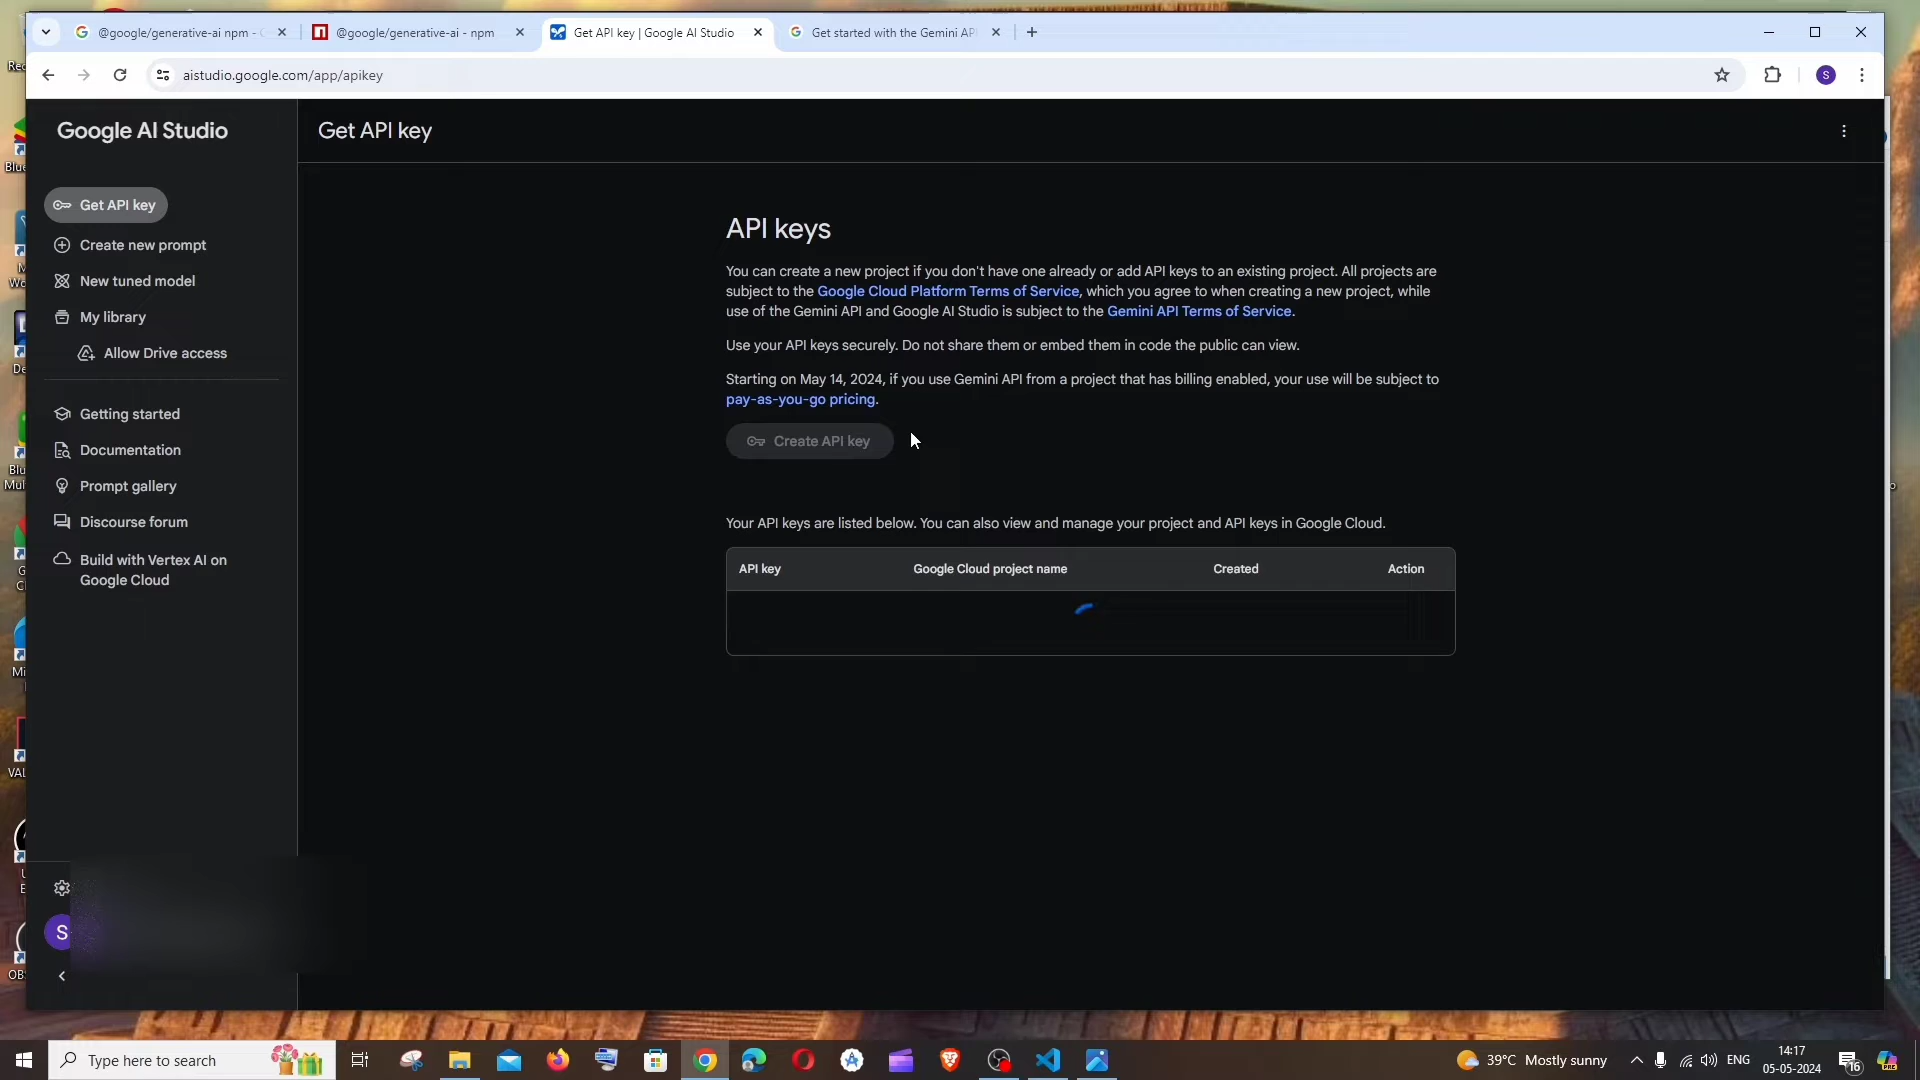 @google/generative-ai npm - G
@google/generative-ai - npm
Get API key | Google AI Studio
Get started with the Gemini API
aistudio.google.com/app/apikey
S
Google AI Studio
Get API key
Get API key
Create new prompt
New tuned model
My library
Allow Drive access
Getting started
Documentation
Prompt gallery
Discourse forum
Build with Vertex AI on
Google Cloud
S
API keys
You can create a new project if you don't have one already or add API keys to an existing project. All projects are
subject to the Google Cloud Platform Terms of Service, which you agree to when creating a new project, while
use of the Gemini API and Google AI Studio is subject to the Gemini API Terms of Service.
Use your API keys securely. Do not share them or embed them in code the public can view.
Starting on May 14, 2024, if you use Gemini API from a project that has billing enabled, your use will be subject to
pay-as-you-go pricing.
Create API key
Your API keys are listed below. You can also view and manage your project and API keys in Google Cloud.
API key Google Cloud project name Created Action
Type here to search
39°C Mostly sunny
ENG
14:17
05-05-2024
16